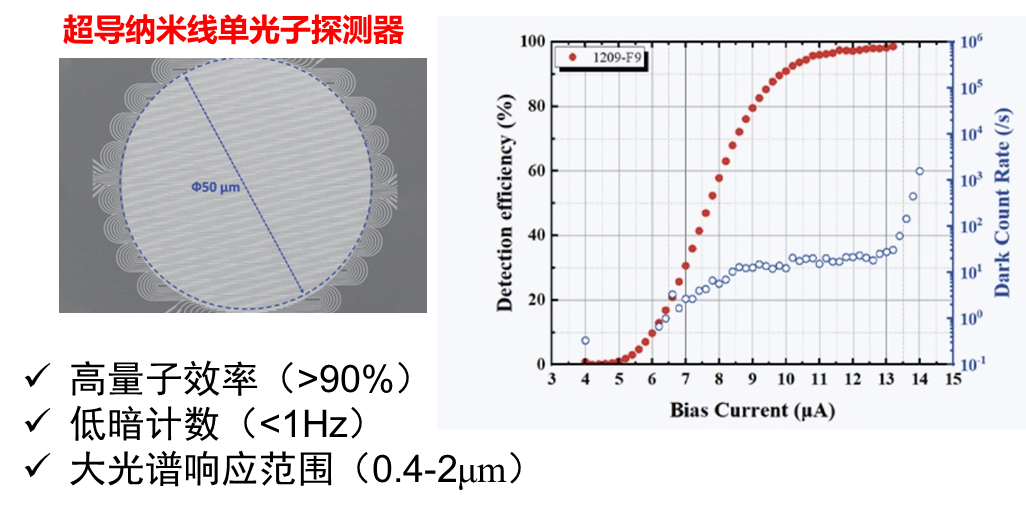 超导纳米线单光子探测器
Φ50 μm
✓ 高量子效率（>90%）
✓ 低暗计数（<1Hz）
✓ 大光谱响应范围（0.4-2μm）
1209-F9
Detection efficiency (%)
100
80
60
40
20
0
3 4 5 6 7 8 9 10 11 12 13 14 15
Bias Current (μA)
10⁶
10⁵
10⁴
10³
10²
10¹
10⁰
10⁻¹
Dark Count Rate (/s)